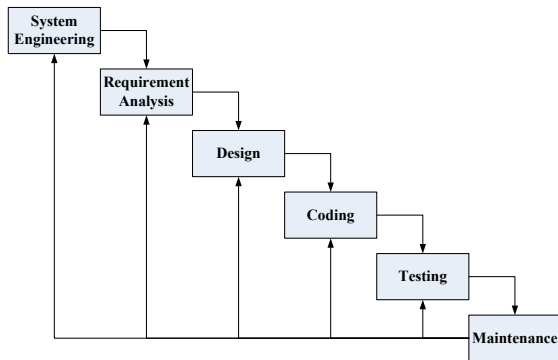 System
Engineering
Requirement
Analysis
Design
Coding
Testing
Maintenance